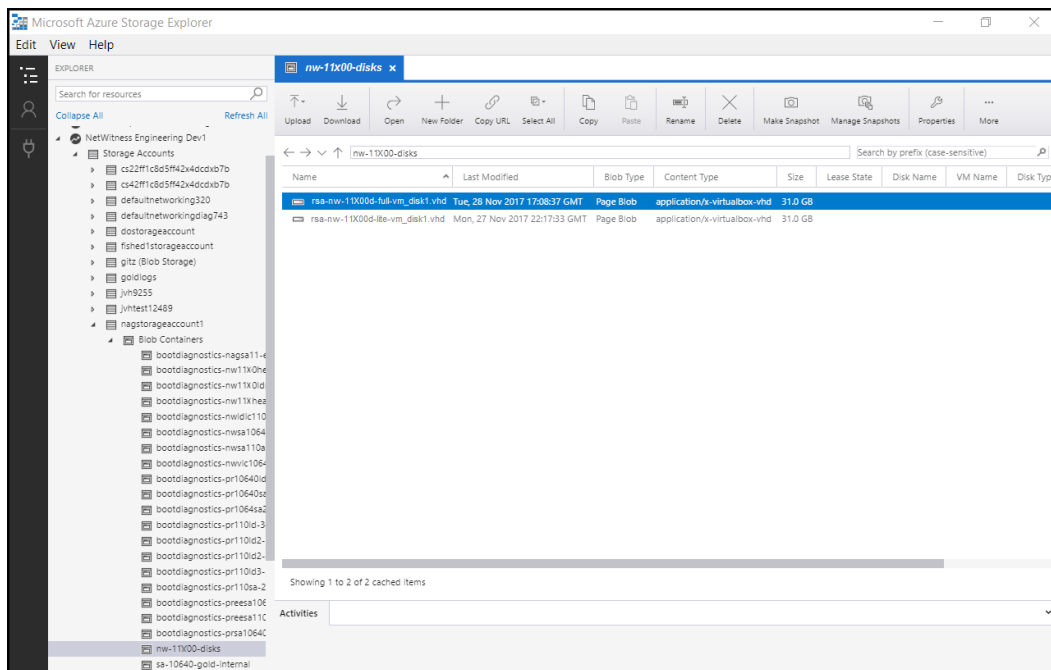 Microsoft Azure Storage Explorer
Edit View Help
EXPLORER
Search for resources
Collapse All Refresh All
NetWitness Engineering Dev1
Storage Accounts
cs22ff1c8d5ff42x4dcdxb7b
cs42ff1c8d5ff42x4dcdxb7b
defaultnetworking320
defaultnetworkingdiag743
dostorageaccount
fished1storageaccount
gitz (Blob Storage)
goldlogs
jvh9255
jvhtest12489
nagstorageaccount1
Blob Containers
bootdiagnostics-nagsa11-e
bootdiagnostics-nw11X0he
bootdiagnostics-nw11X0ld
bootdiagnostics-nw11Xhea
bootdiagnostics-nwldic110
bootdiagnostics-nwsa1064
bootdiagnostics-nwsa110a
bootdiagnostics-nwvlc1064
bootdiagnostics-pr10640ld
bootdiagnostics-pr10640sa
bootdiagnostics-pr1064sa2
bootdiagnostics-pr110ld-3
bootdiagnostics-pr110ld2-
bootdiagnostics-pr110ld2-
bootdiagnostics-pr110ld3-
bootdiagnostics-pr110sa-2
bootdiagnostics-preesa106
bootdiagnostics-preesa110
bootdiagnostics-prsa10640
nw-11X00-disks
sa-10640-gold-internal
nw-11x00-disks
Upload Download Open New Folder Copy URL Select All Copy Paste Rename Delete Make Snapshot Manage Snapshots Properties More
nw-11X00-disks Search by prefix (case-sensitive)
Name Last Modified Blob Type Content Type Size Lease State Disk Name VM Name Disk Typ
rsa-nw-11X00d-full-vm_disk1.vhd Tue, 28 Nov 2017 17:08:37 GMT Page Blob application/x-virtualbox-vhd 31.0 GB
rsa-nw-11X00d-lite-vm_disk1.vhd Mon, 27 Nov 2017 22:17:33 GMT Page Blob application/x-virtualbox-vhd 31.0 GB
Showing 1 to 2 of 2 cached items
Activities